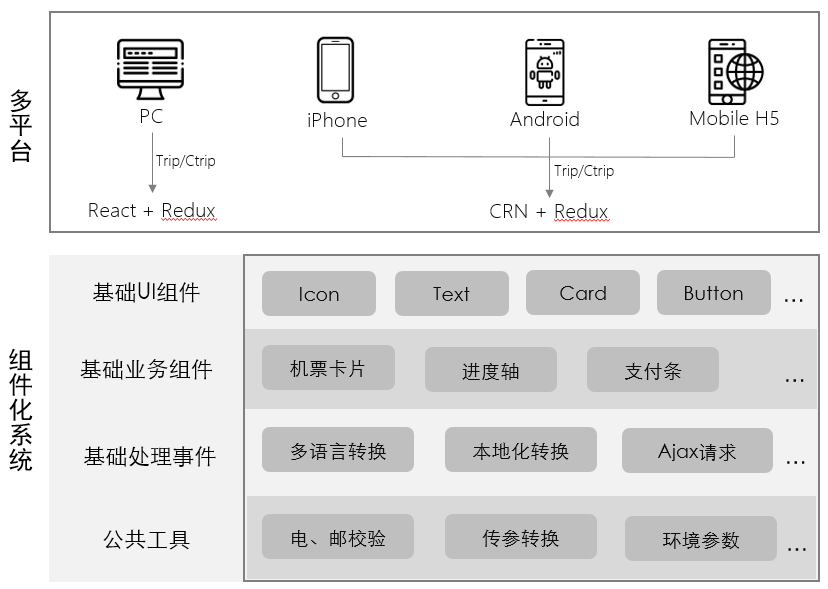 多平台
PC
iPhone
Android
Mobile H5
Trip/Ctrip
Trip/Ctrip
React + Redux
CRN + Redux
组件化系统
基础UI组件
Icon
Text
Card
Button
...
基础业务组件
机票卡片
进度轴
支付条
...
基础处理事件
多语言转换
本地化转换
Ajax请求
...
公共工具
电、邮校验
传参转换
环境参数
...